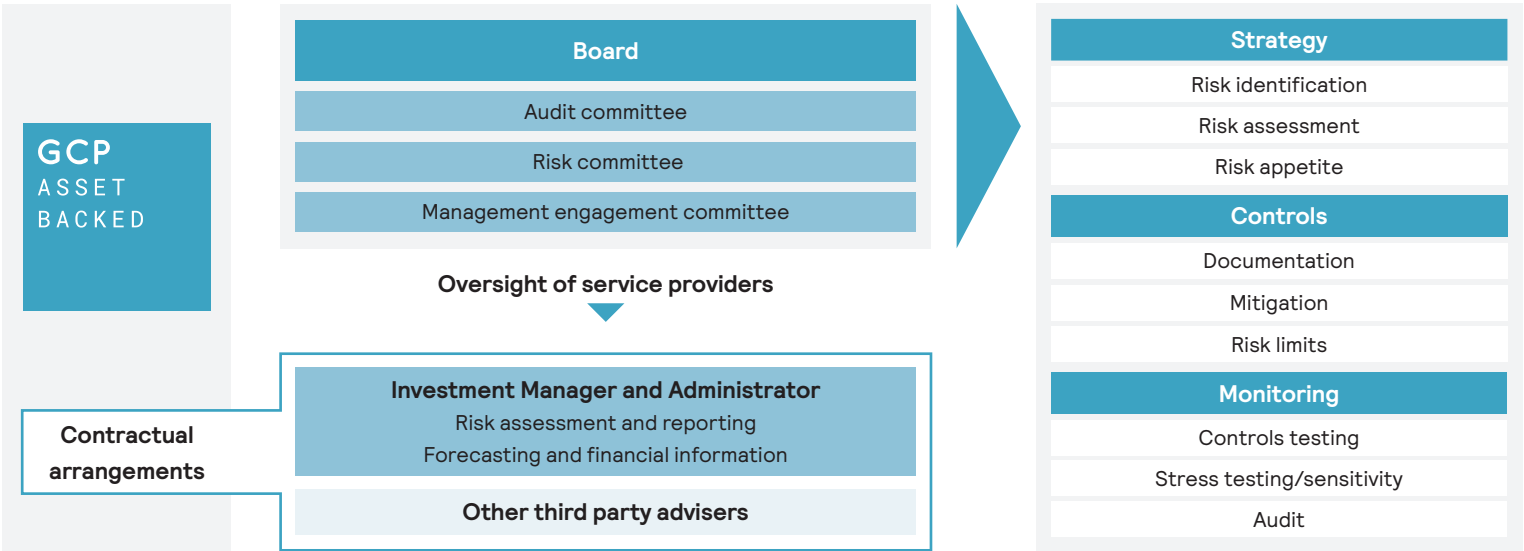 GCP
ASSET
BACKED
Board
Audit committee
Risk committee
Management engagement committee
Oversight of service providers
Contractual
arrangements
Investment Manager and Administrator
Risk assessment and reporting
Forecasting and financial information
Other third party advisers
Strategy
Risk identification
Risk assessment
Risk appetite
Controls
Documentation
Mitigation
Risk limits
Monitoring
Controls testing
Stress testing/sensitivity
Audit